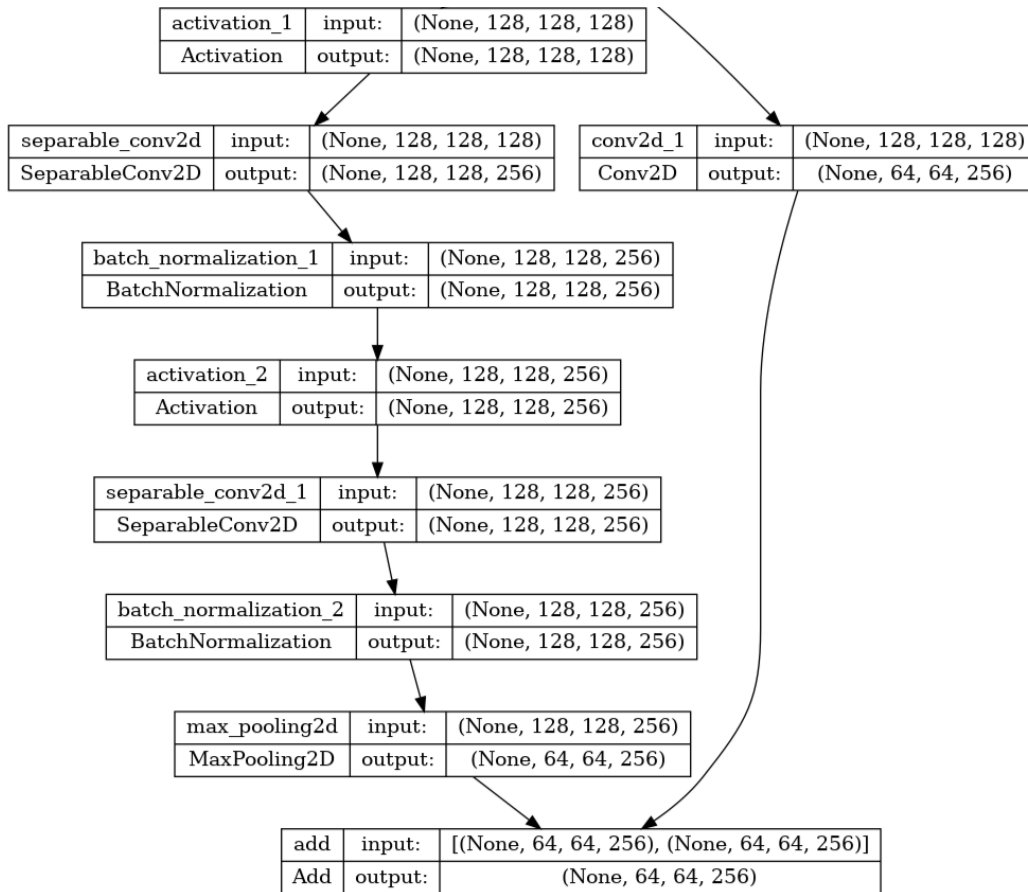 activation_1 input: (None, 128, 128, 128)
Activation output: (None, 128, 128, 128)
separable_conv2d input: (None, 128, 128, 128)
SeparableConv2D output: (None, 128, 128, 256)
conv2d_1 input: (None, 128, 128, 128)
Conv2D output: (None, 64, 64, 256)
batch_normalization_1 input: (None, 128, 128, 256)
BatchNormalization output: (None, 128, 128, 256)
activation_2 input: (None, 128, 128, 256)
Activation output: (None, 128, 128, 256)
separable_conv2d_1 input: (None, 128, 128, 256)
SeparableConv2D output: (None, 128, 128, 256)
batch_normalization_2 input: (None, 128, 128, 256)
BatchNormalization output: (None, 128, 128, 256)
max_pooling2d input: (None, 128, 128, 256)
MaxPooling2D output: (None, 64, 64, 256)
add input: [(None, 64, 64, 256), (None, 64, 64, 256)]
Add output: (None, 64, 64, 256)